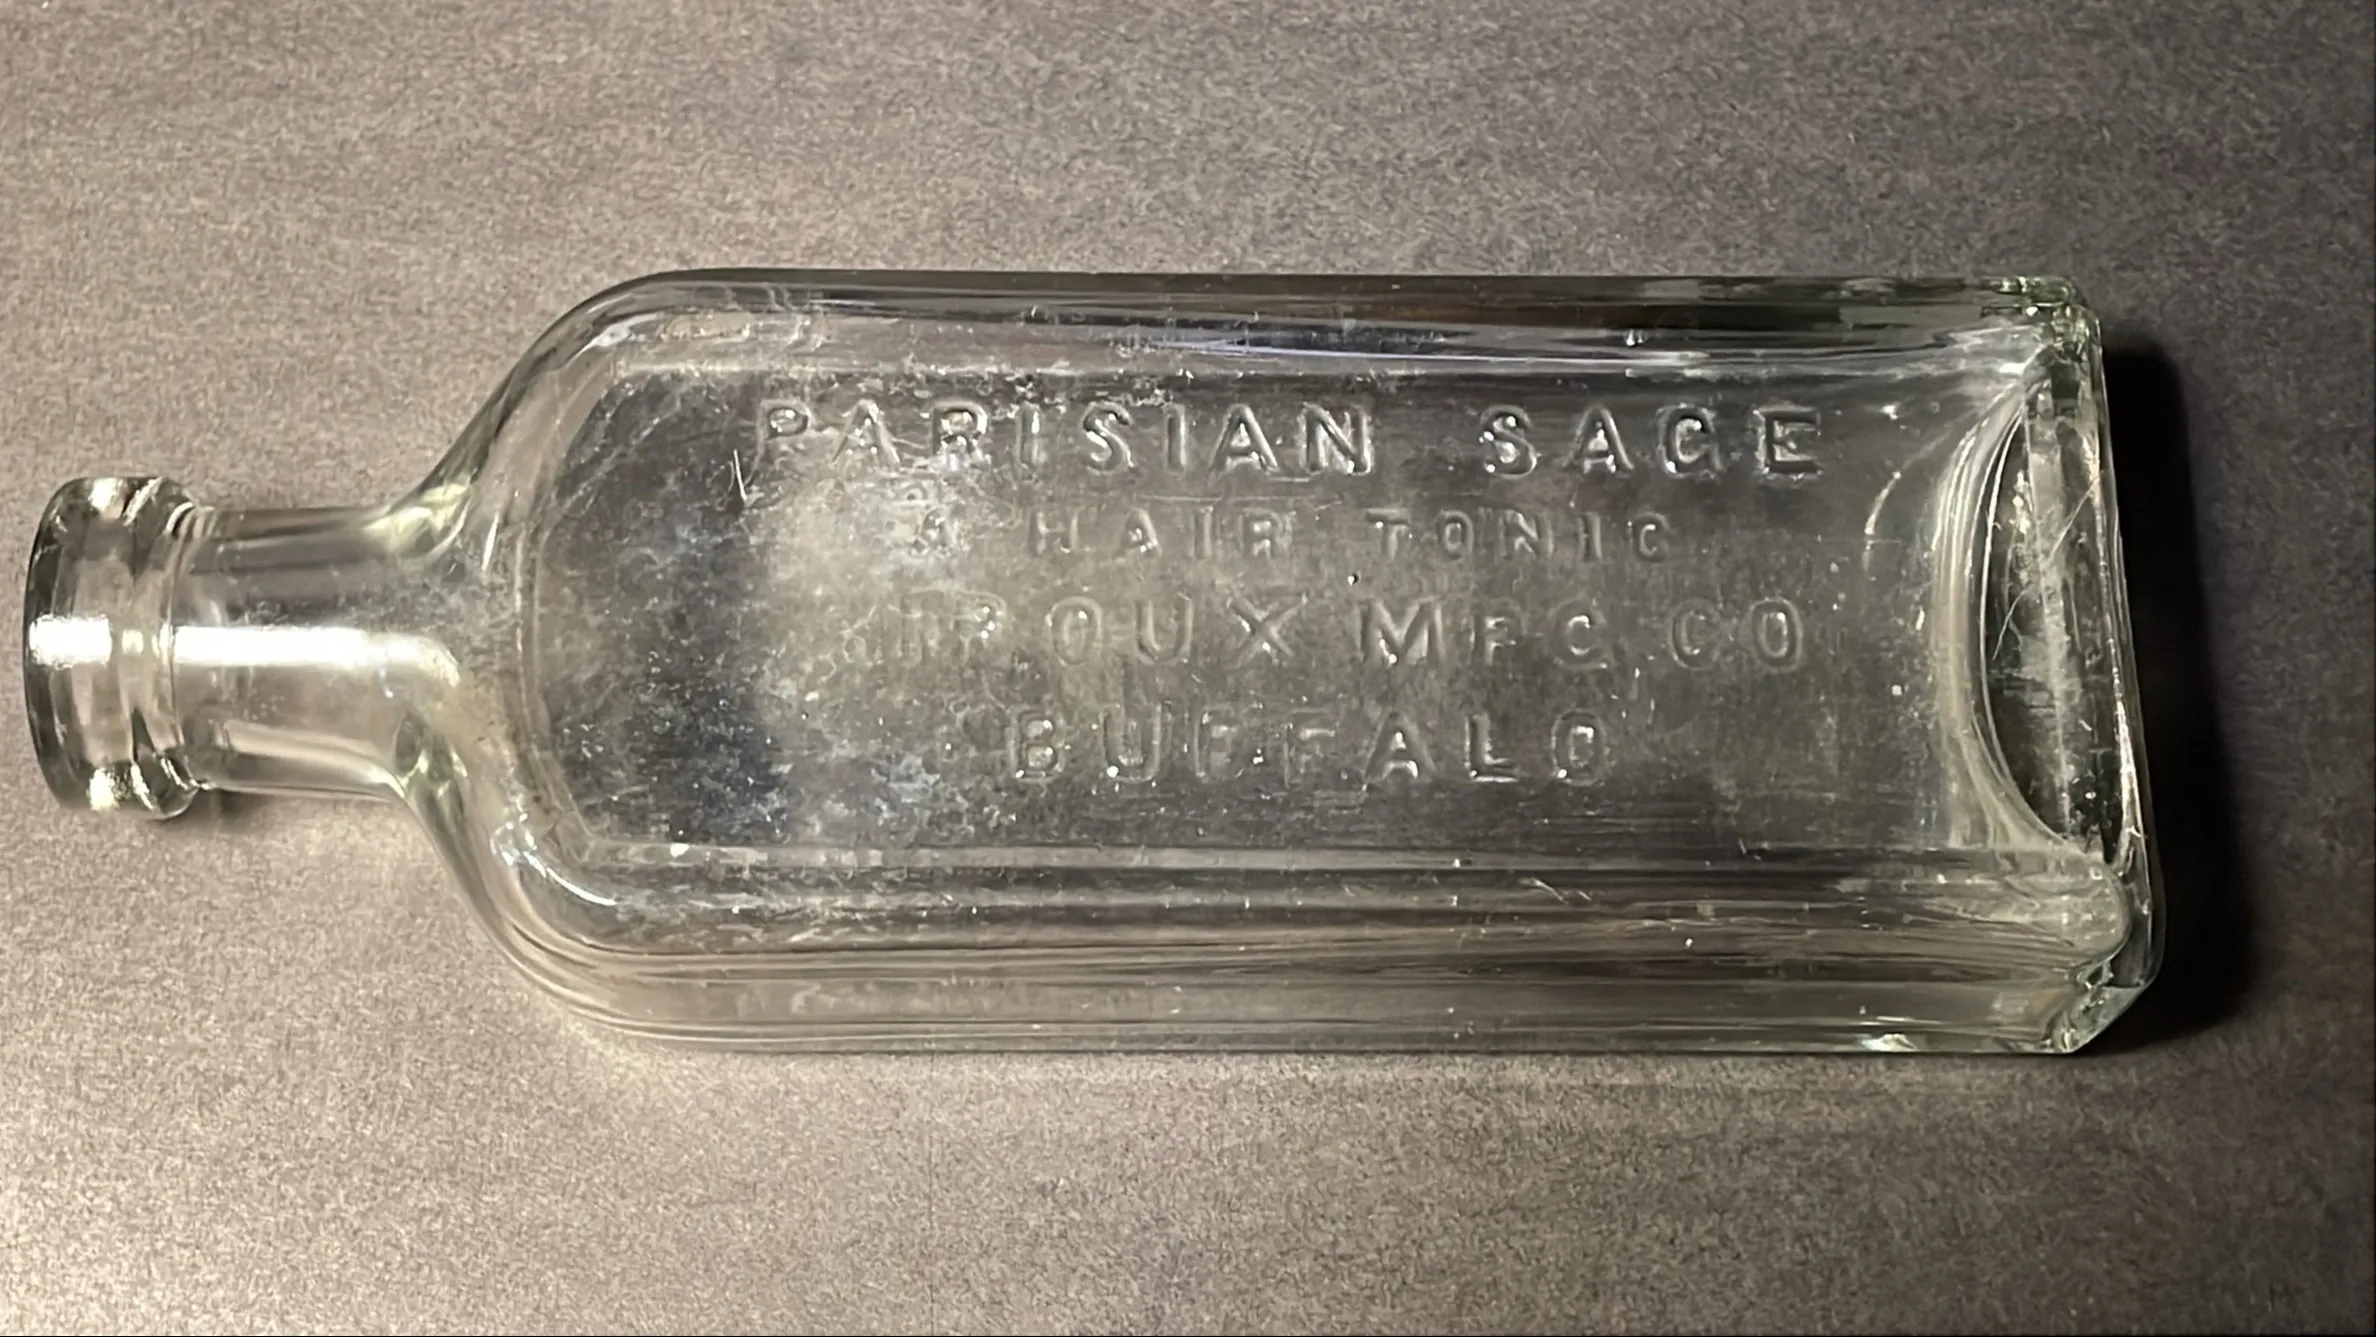 PARISIAN SAGE
A HAIR TONIC
GIROUX MFG CO
BUFFALO